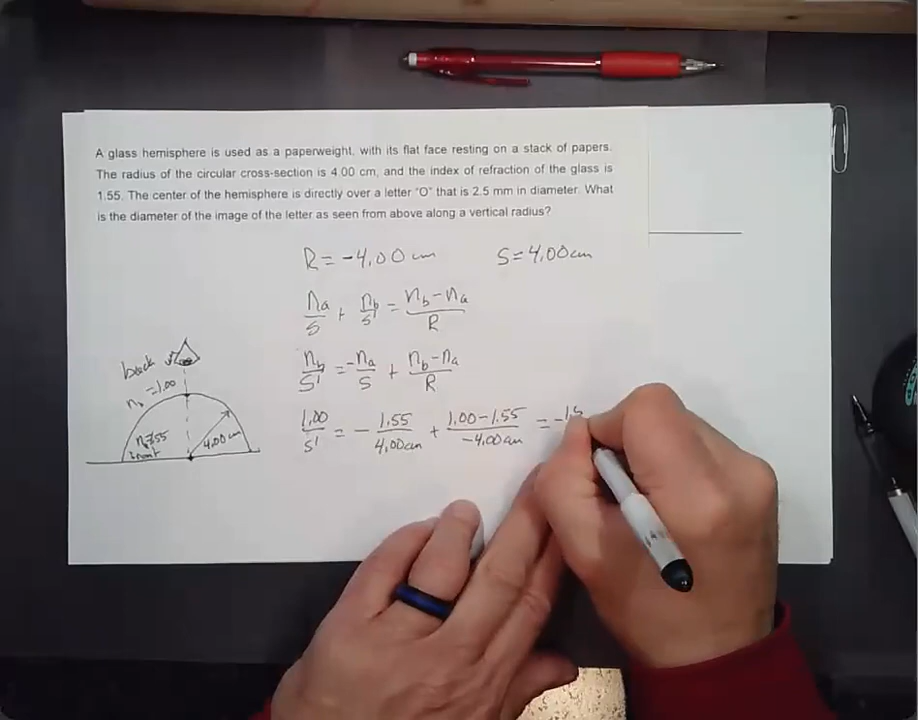 A glass hemisphere is used as a paperweight, with its flat face resting on a stack of papers.
The radius of the circular cross-section is 4.00 cm, and the index of refraction of the glass is
1.55. The center of the hemisphere is directly over a letter "O" that is 2.5 mm in diameter. What
is the diameter of the image of the letter as seen from above along a vertical radius?
R = -4.00 cm s = 4.00 cm
na/s + nb/s' = (nb - na)/R
nb/s' = -na/s + (nb - na)/R
1.00/s' = - 1.55/4.00cm + (1.00 - 1.55)/-4.00cm = -1.5
back
nb = 1.00
na = 1.55
front
4.00 cm